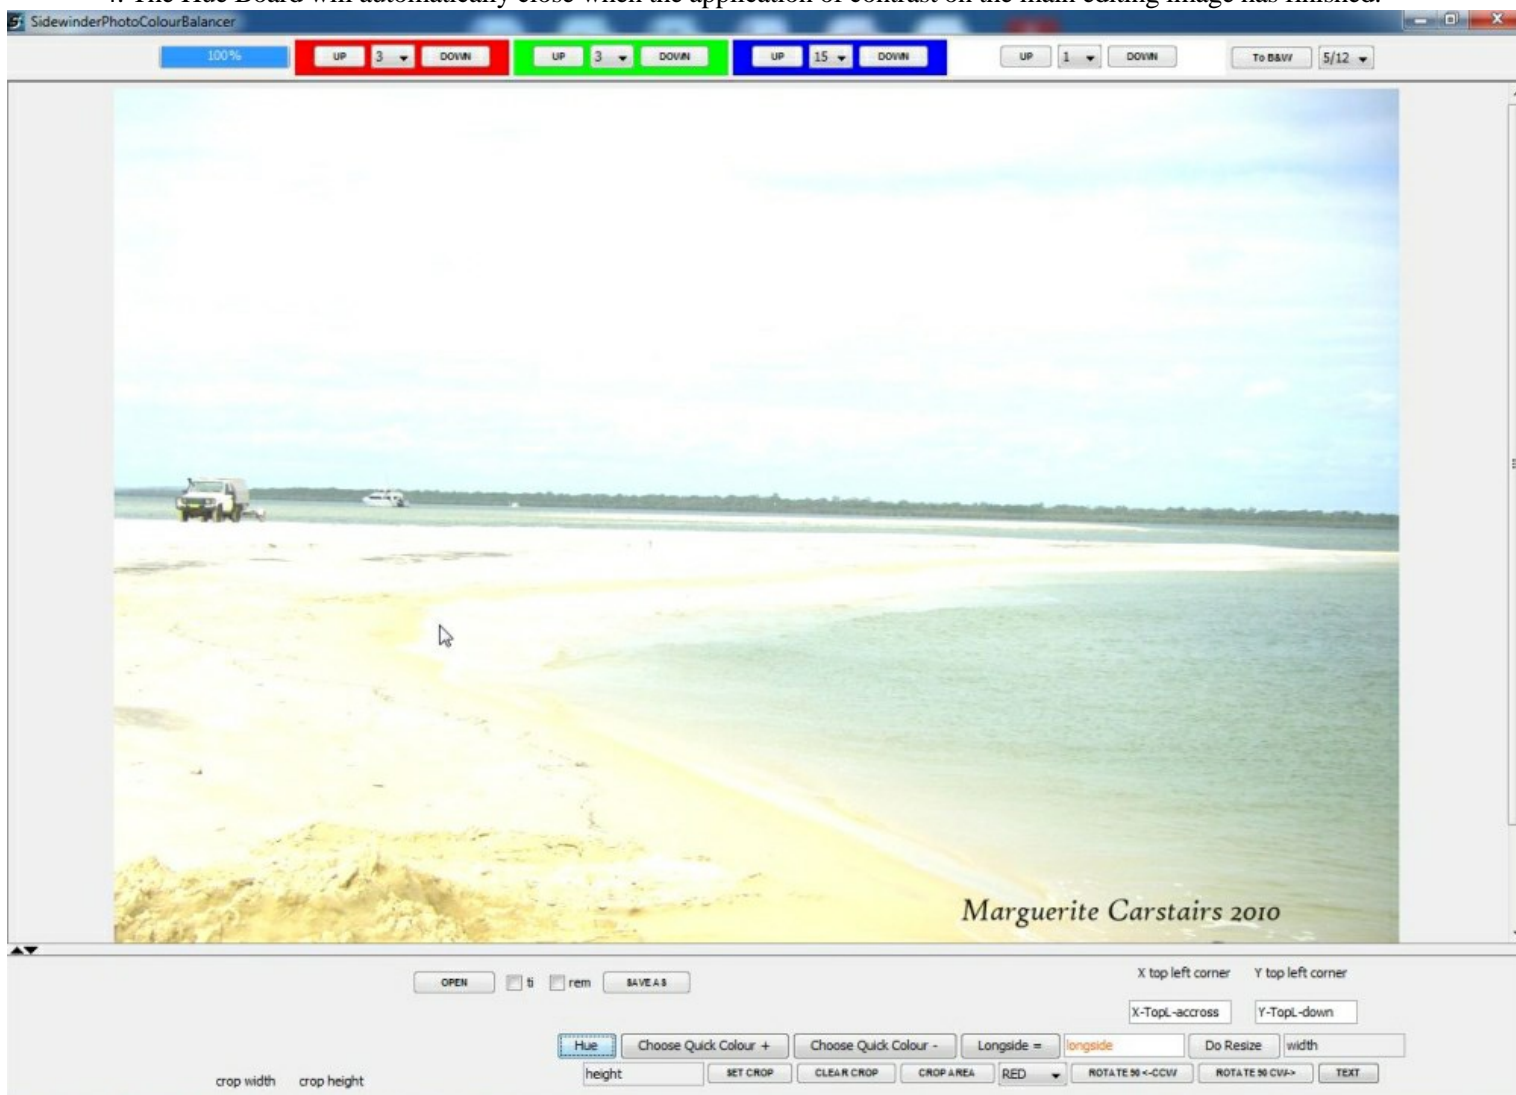 4. The Hue Board will automatically close when the application of contrast on the main editing image has finished.
SidewinderPhotoColourBalancer
100% UP 3 DOWN UP 3 DOWN UP 15 DOWN UP 1 DOWN To B&W 5/12
Marguerite Carstairs 2010
X top left corner Y top left corner
OPEN ti rem SAVE AS
X-TopL-accross Y-TopL-down
Hue Choose Quick Colour + Choose Quick Colour - Longside = longside Do Resize width
height SET CROP CLEAR CROP CROP AREA RED ROTATE 90 <-CCW ROTATE 90 CW-> TEXT
crop width crop height